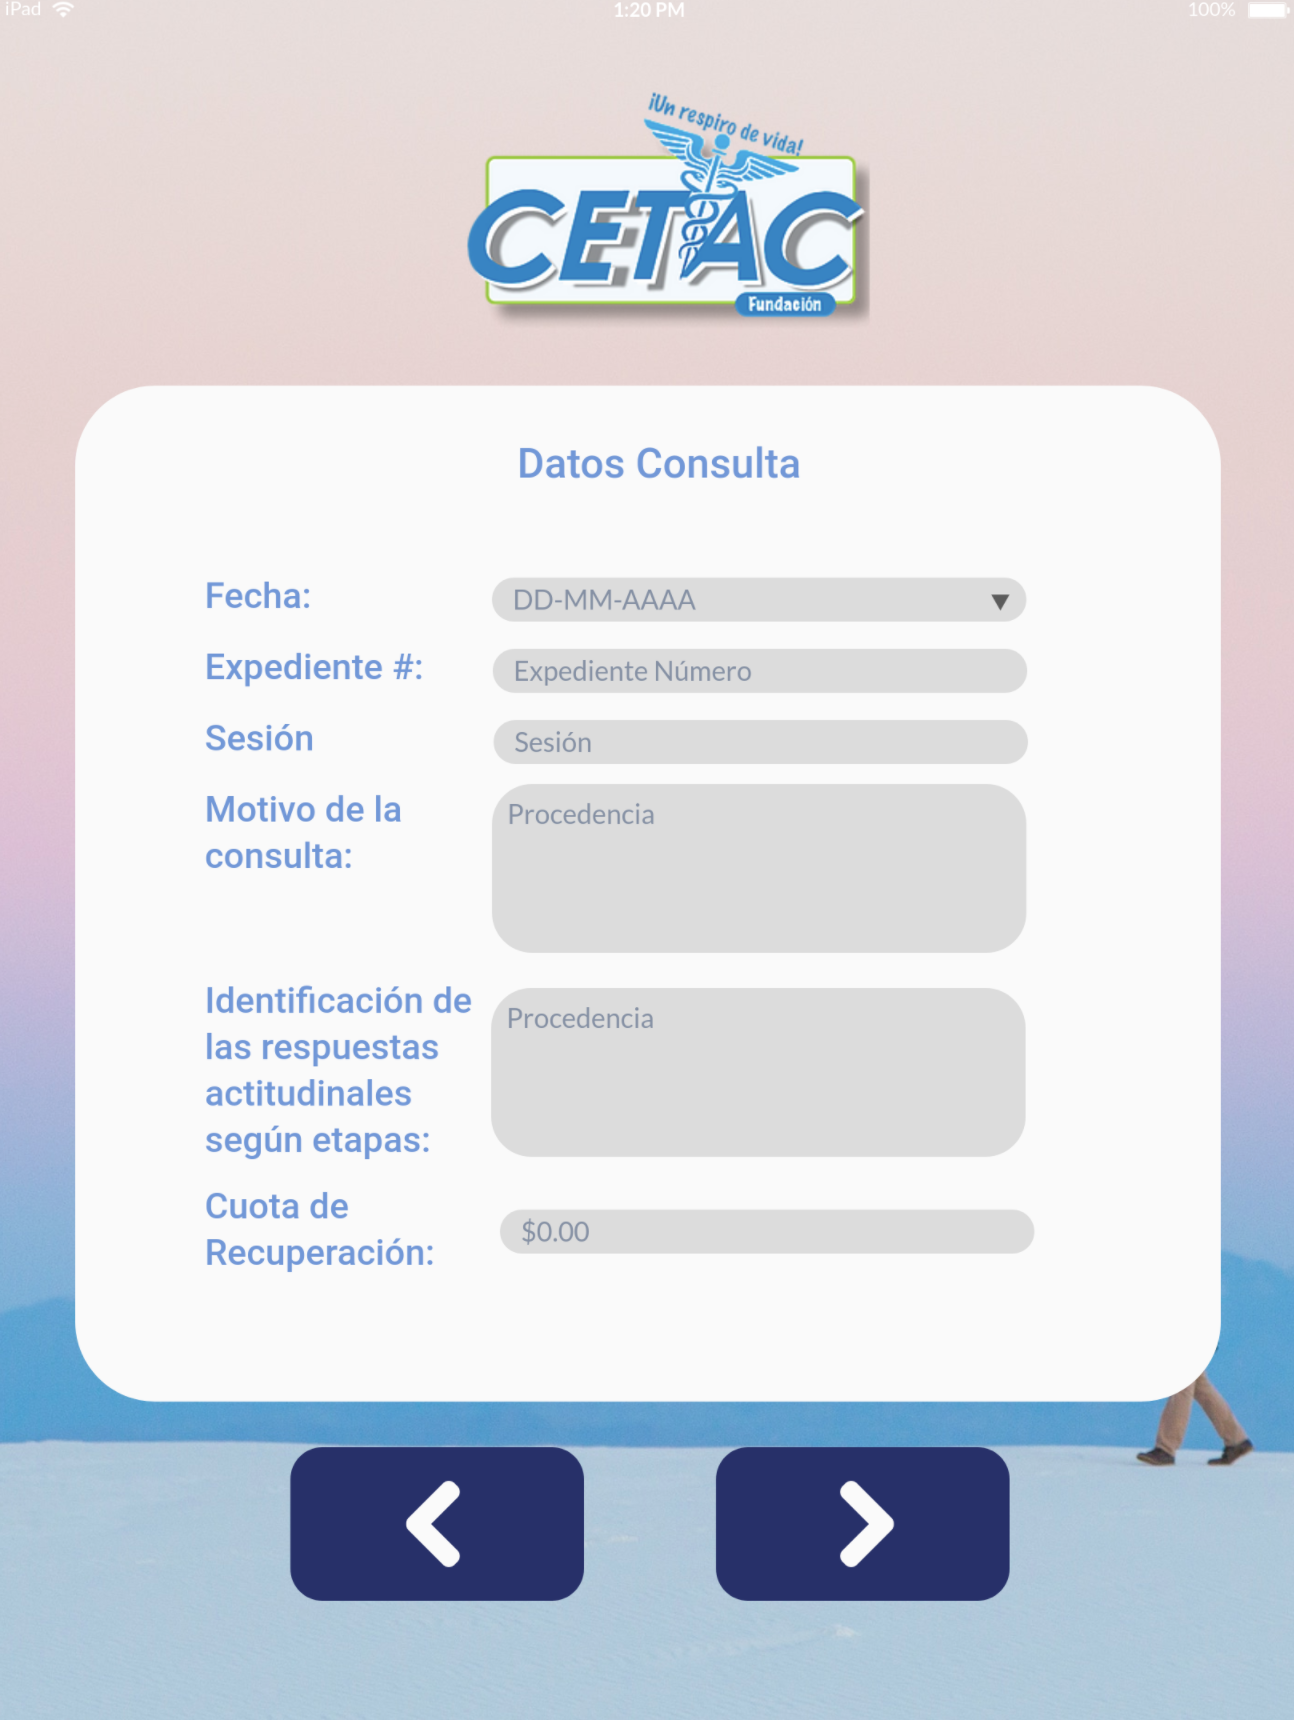 iPad 1:20 PM 100%
¡Un respiro de vida!
CETAC
Fundación
Datos Consulta
Fecha: DD-MM-AAAA
Expediente #: Expediente Número
Sesión Sesión
Motivo de la
consulta:
Procedencia
Identificación de
las respuestas
actitudinales
según etapas:
Procedencia
Cuota de
Recuperación:
$0.00